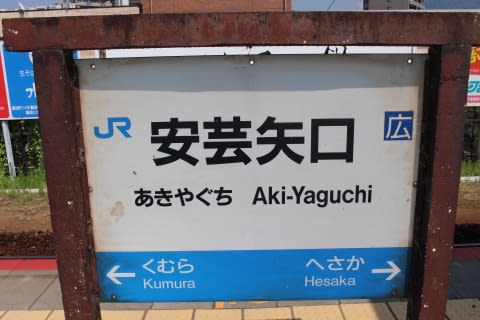 JR 安芸矢口 広
あきやぐち Aki-Yaguchi
← くむら へさか →
Kumura Hesaka